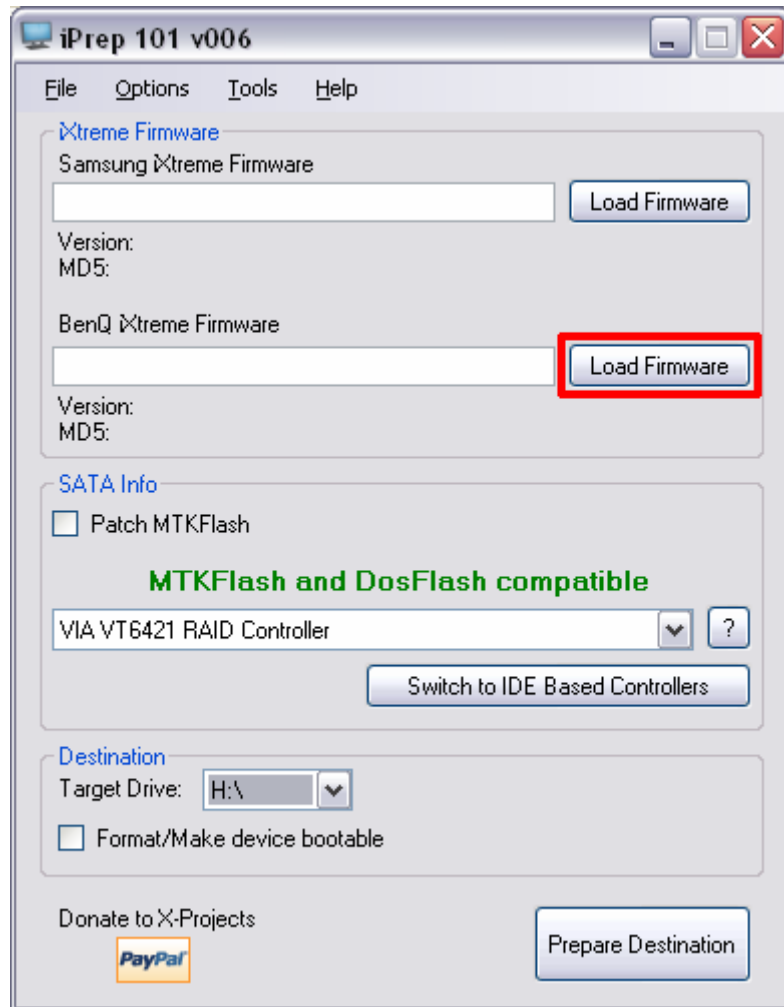 iPrep 101 v006
File Options Tools Help
iXtreme Firmware
Samsung iXtreme Firmware
Load Firmware
Version:
MD5:
BenQ iXtreme Firmware
Load Firmware
Version:
MD5:
SATA Info
Patch MTKFlash
MTKFlash and DosFlash compatible
VIA VT6421 RAID Controller
?
Switch to IDE Based Controllers
Destination
Target Drive: H:\
Format/Make device bootable
Donate to X-Projects
PayPal
Prepare Destination